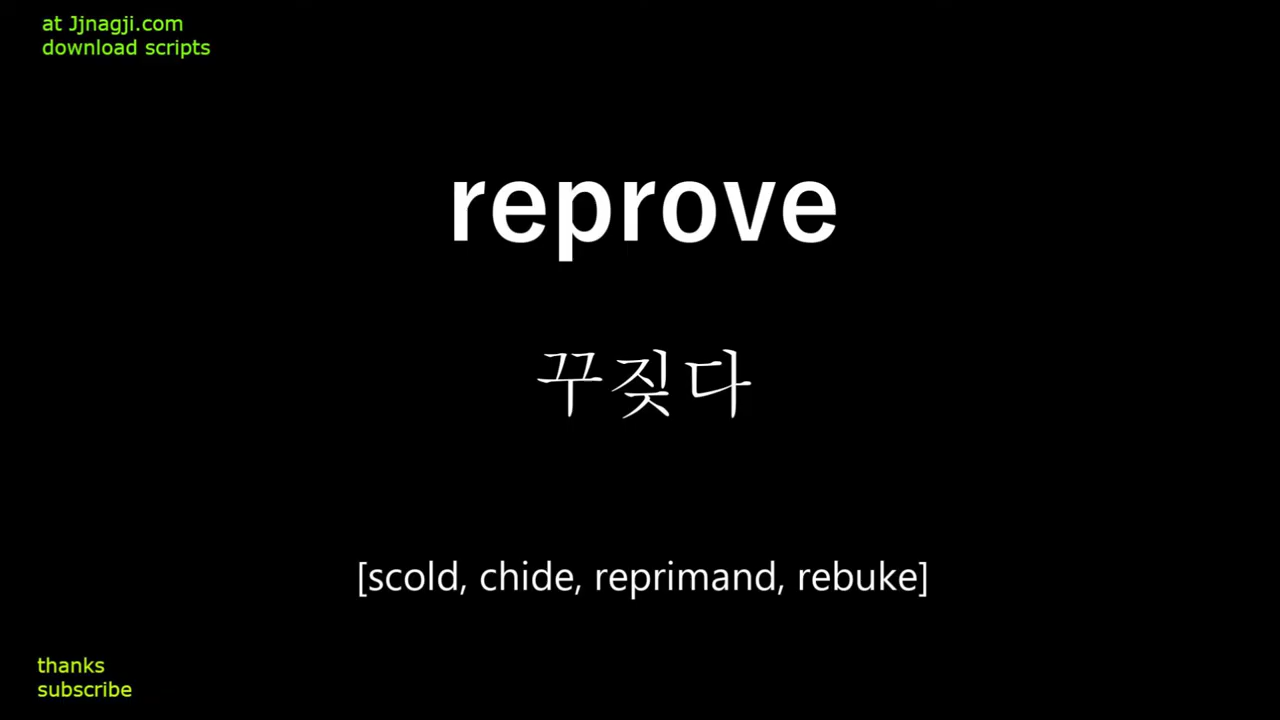 at Jjnagji.com
download scripts
reprove
꾸짖다
[scold, chide, reprimand, rebuke]
thanks
subscribe